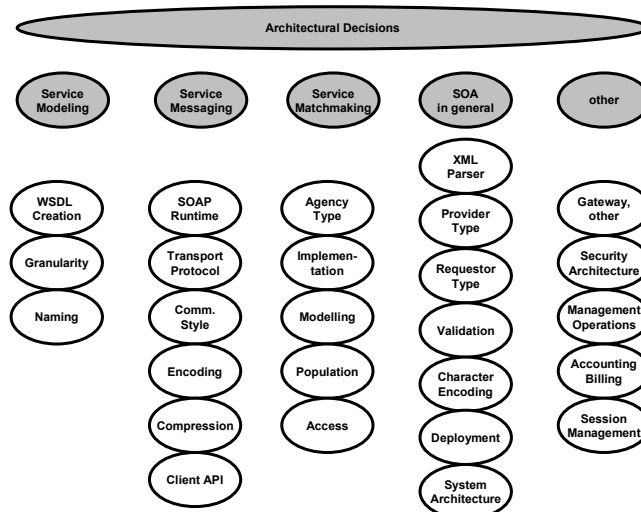 Architectural Decisions
Service
Modeling
Service
Messaging
Service
Matchmaking
SOA
in general
other
WSDL
Creation
Granularity
Naming
SOAP
Runtime
Transport
Protocol
Comm.
Style
Encoding
Compression
Client API
Agency
Type
Implemen-
tation
Modelling
Population
Access
XML
Parser
Provider
Type
Requestor
Type
Validation
Character
Encoding
Deployment
System
Architecture
Gateway,
other
Security
Architecture
Management
Operations
Accounting
Billing
Session
Management